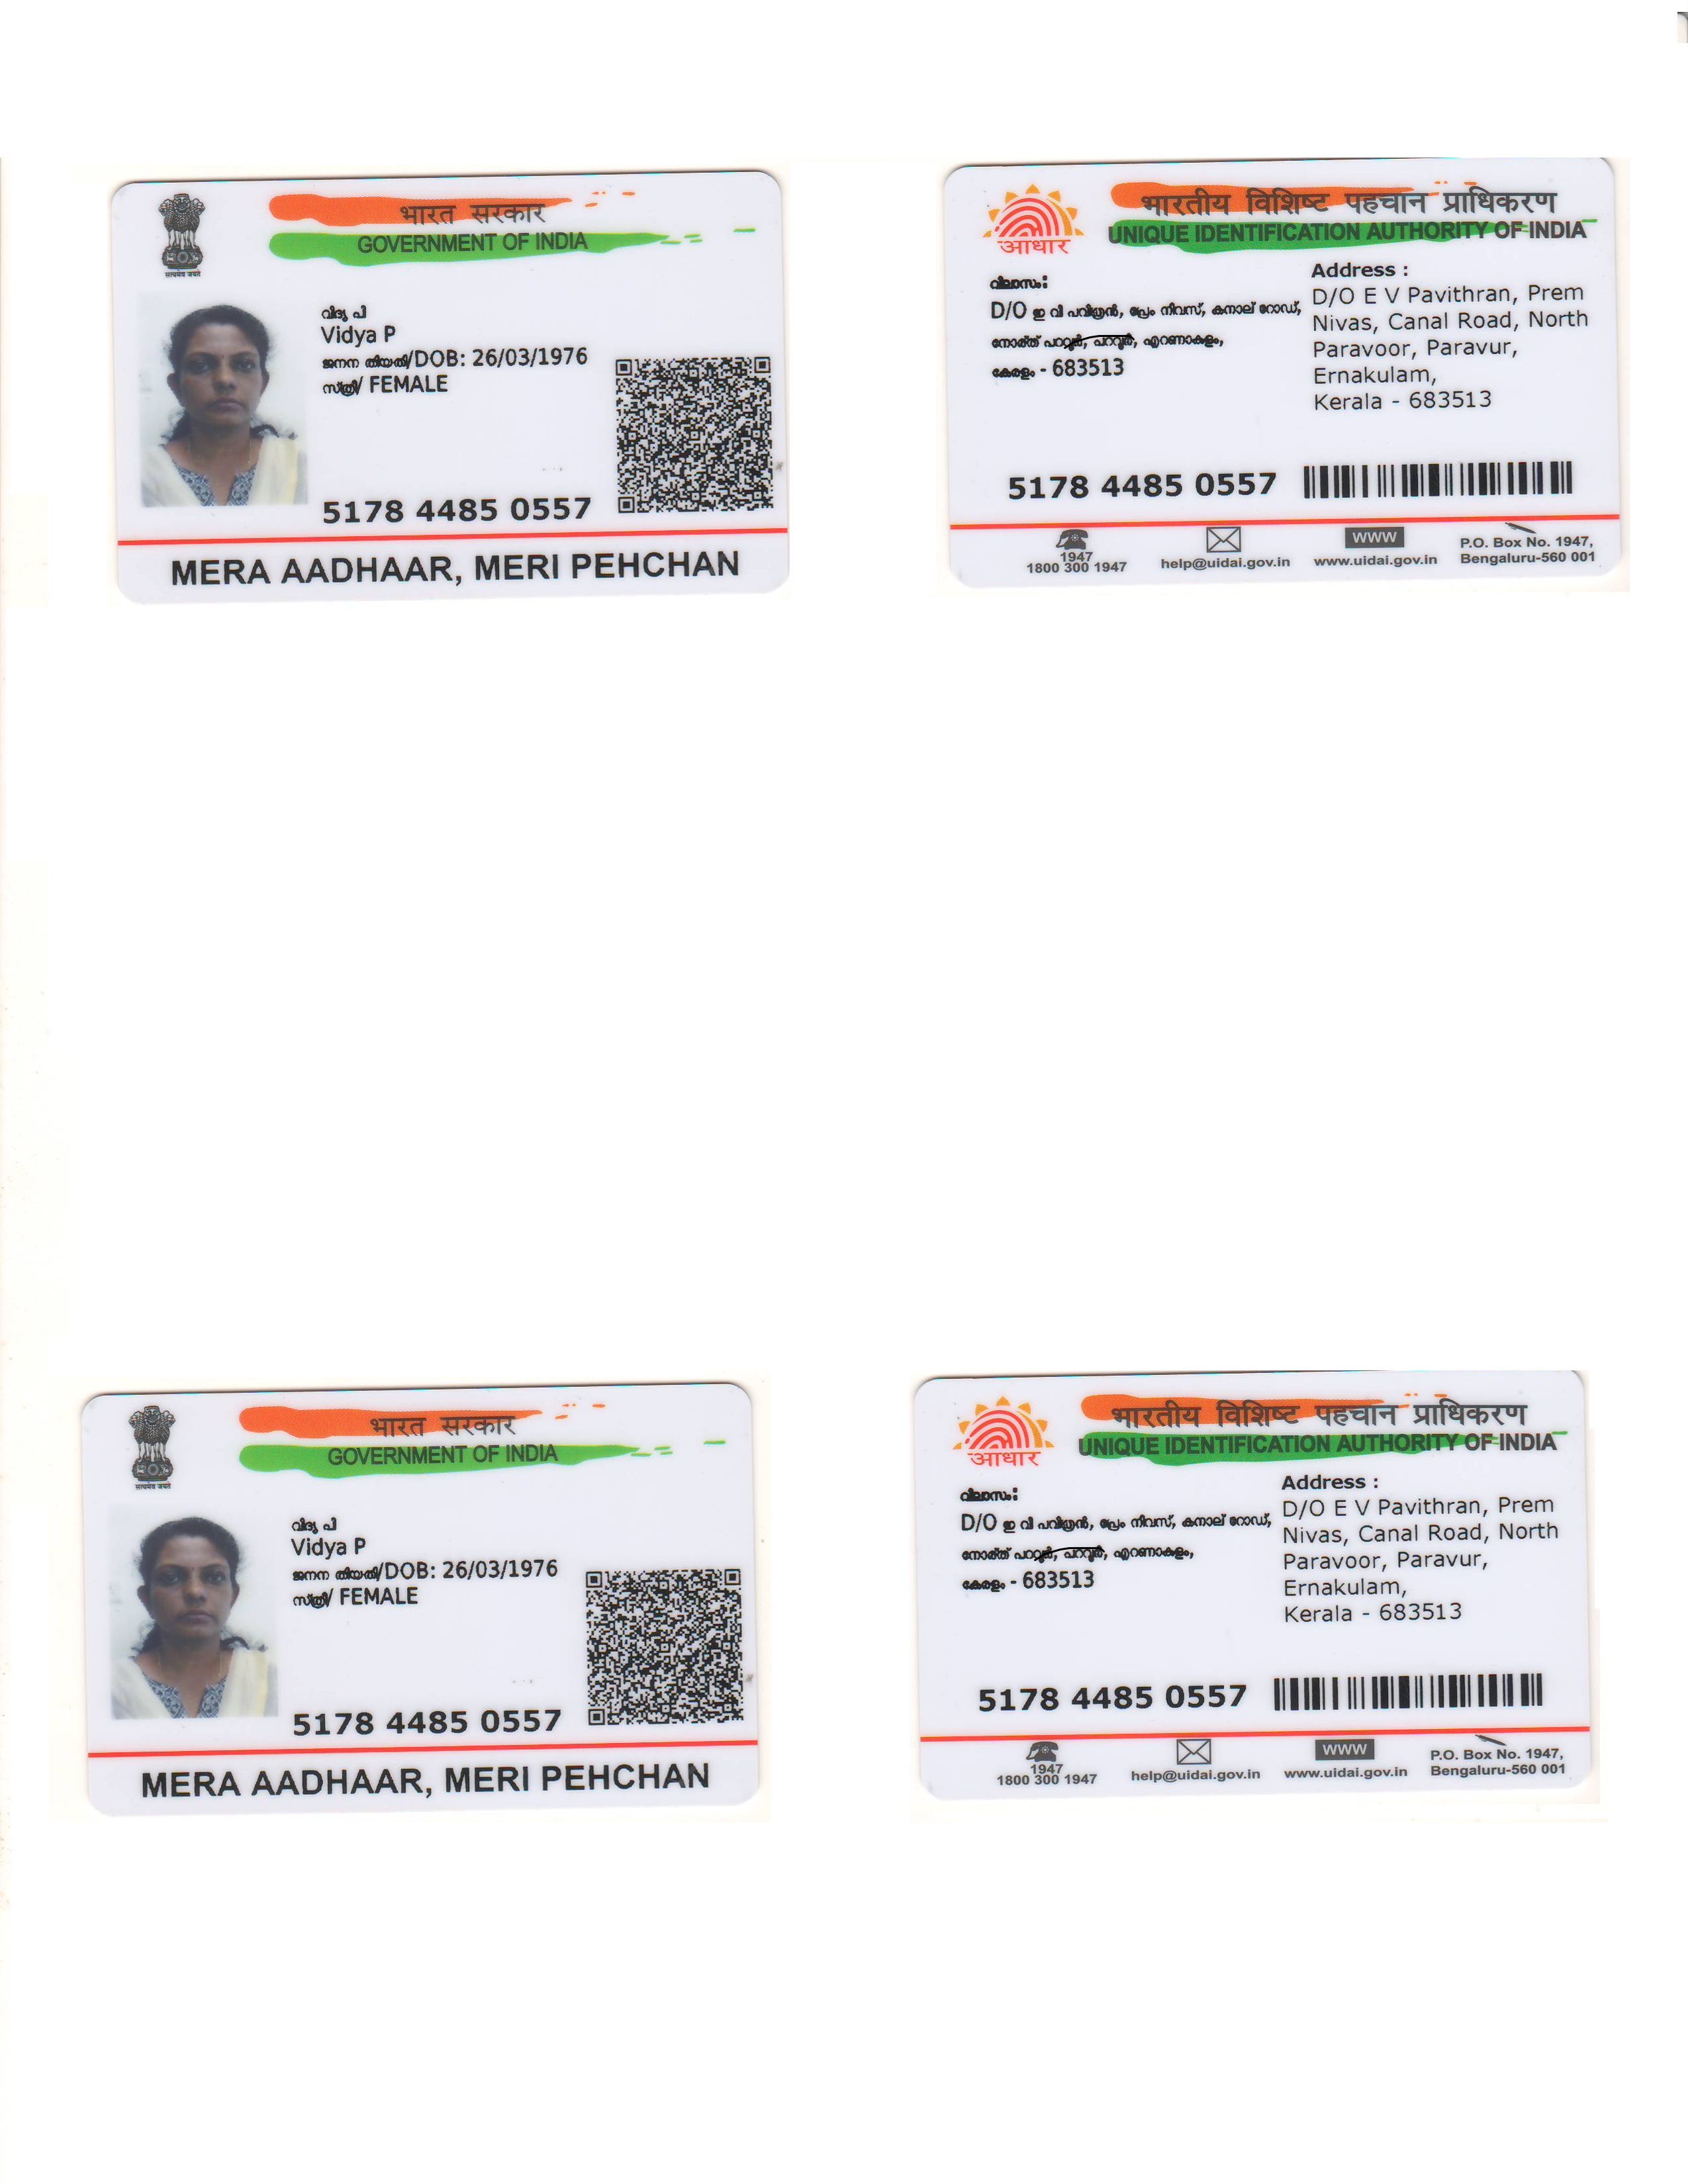 भारत सरकार
GOVERNMENT OF INDIA
सत्यमेव जयते
വിദ്യ പി
Vidya P
ജനന തിയതി/DOB: 26/03/1976
സ്ത്രീ/ FEMALE
5178 4485 0557
MERA AADHAAR, MERI PEHCHAN
भारतीय विशिष्ट पहचान प्राधिकरण
UNIQUE IDENTIFICATION AUTHORITY OF INDIA
आधार
വിലാസം:
D/O ഇ വി പവിത്രൻ, പ്രേം നിവസ്, കനാല് റോഡ്,
നോര്ത് പറവൂർ, പറവൂർ, എറണാകുളം,
കേരളം - 683513
Address :
D/O E V Pavithran, Prem
Nivas, Canal Road, North
Paravoor, Paravur,
Ernakulam,
Kerala - 683513
5178 4485 0557
1947
1800 300 1947
help@uidai.gov.in
WWW
www.uidai.gov.in
P.O. Box No. 1947,
Bengaluru-560 001
भारत सरकार
GOVERNMENT OF INDIA
सत्यमेव जयते
വിദ്യ പി
Vidya P
ജനന തിയതി/DOB: 26/03/1976
സ്ത്രീ/ FEMALE
5178 4485 0557
MERA AADHAAR, MERI PEHCHAN
भारतीय विशिष्ट पहचान प्राधिकरण
UNIQUE IDENTIFICATION AUTHORITY OF INDIA
आधार
വിലാസം:
D/O ഇ വി പവിത്രൻ, പ്രേം നിവസ്, കനാല് റോഡ്,
നോര്ത് പറവൂർ, പറവൂർ, എറണാകുളം,
കേരളം - 683513
Address :
D/O E V Pavithran, Prem
Nivas, Canal Road, North
Paravoor, Paravur,
Ernakulam,
Kerala - 683513
5178 4485 0557
1947
1800 300 1947
help@uidai.gov.in
WWW
www.uidai.gov.in
P.O. Box No. 1947,
Bengaluru-560 001